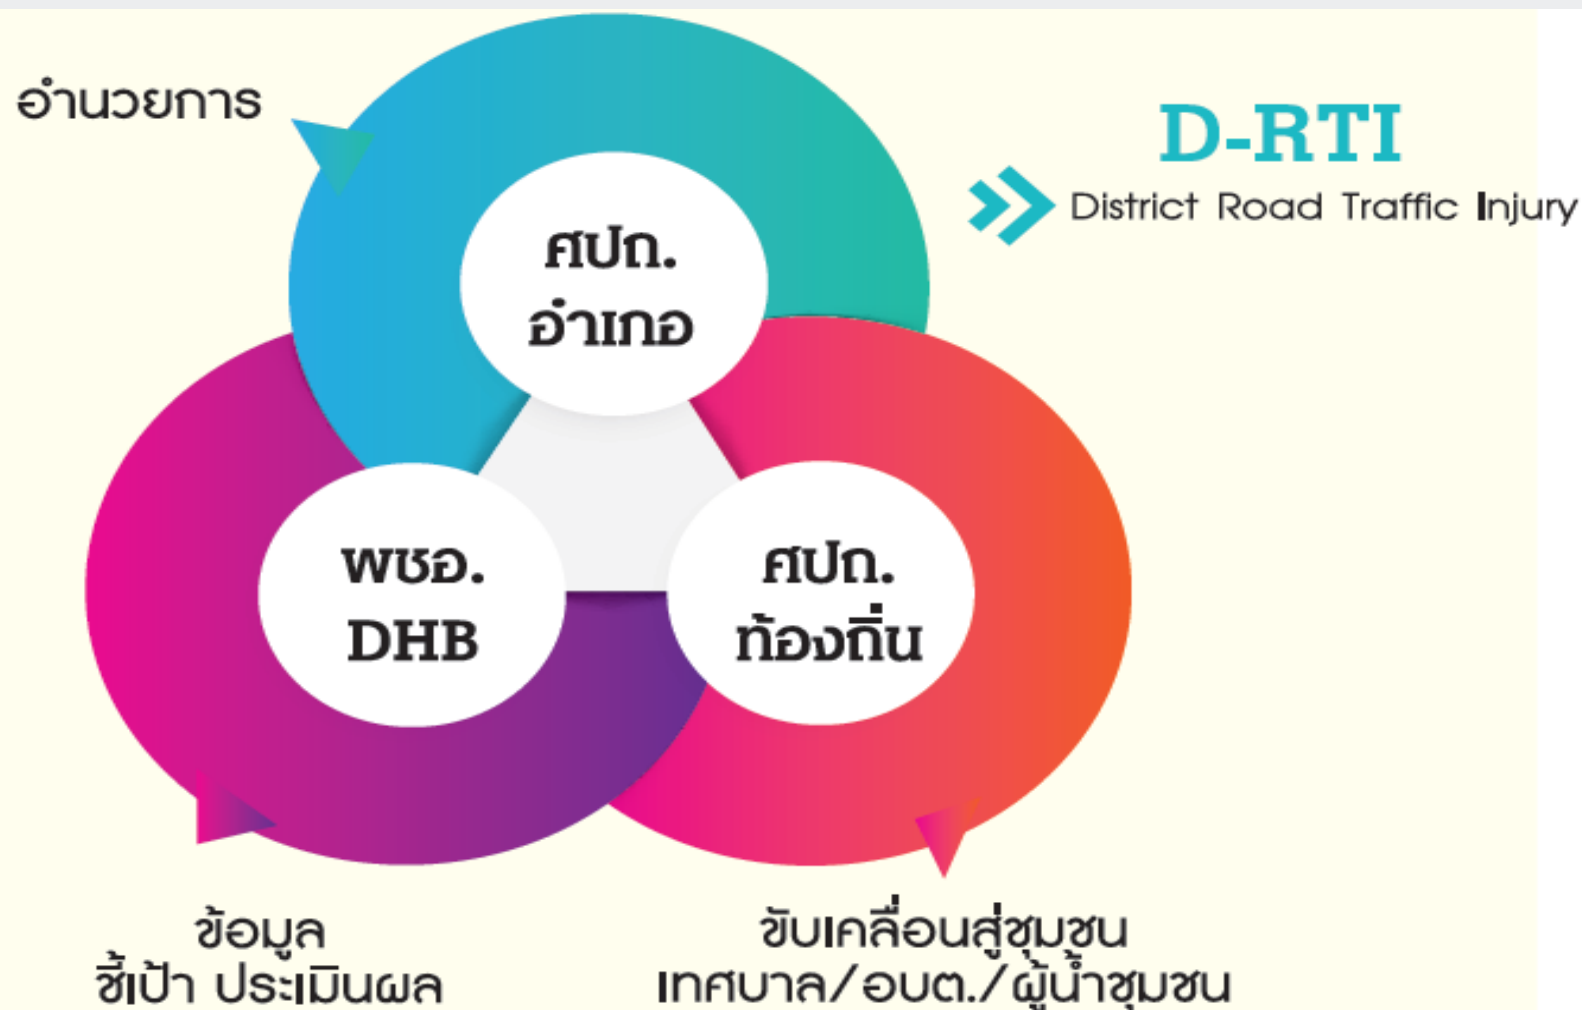 อำนวยการ
D-RTI
District Road Traffic Injury
ศปถ.
อำเภอ
พชอ.
DHB
ศปถ.
ท้องถิ่น
ข้อมูล
ชี้เป้า ประเมินผล
ขับเคลื่อนสู่ชุมชน
เทศบาล/อบต./ผู้นำชุมชน